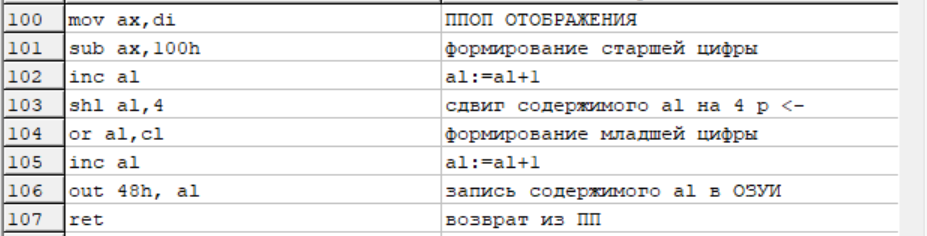 100 mov ax,di ППОП ОТОБРАЖЕНИЯ
101 sub ax,100h формирование старшей цифры
102 inc al al:=al+1
103 shl al,4 сдвиг содержимого al на 4 р <-
104 or al,cl формирование младшей цифры
105 inc al al:=al+1
106 out 48h, al запись содержимого al в ОЗУИ
107 ret возврат из ПП